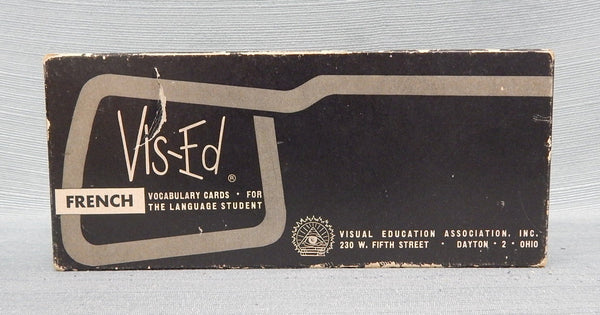 Vis-Ed®
FRENCH
VOCABULARY CARDS • FOR
THE LANGUAGE STUDENT
VISUAL EDUCATION ASSOCIATION, INC.
230 W. FIFTH STREET • DAYTON • 2 • OHIO